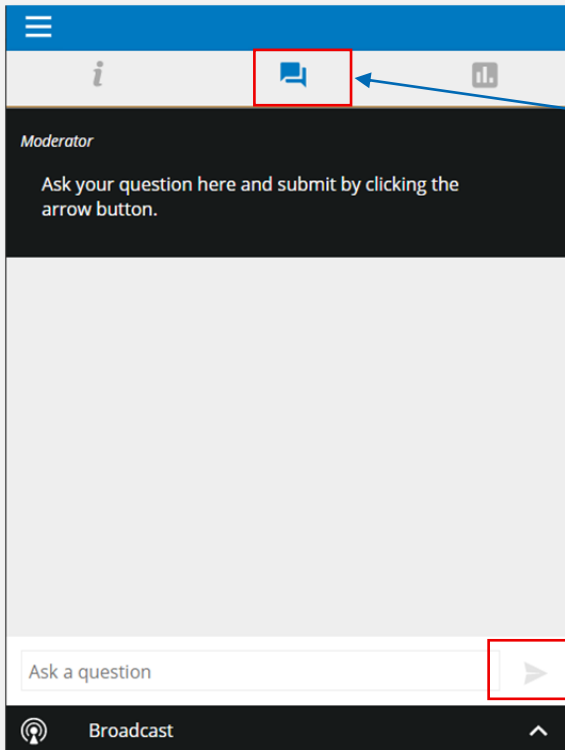 Moderator
Ask your question here and submit by clicking the
arrow button.
Ask a question
Broadcast